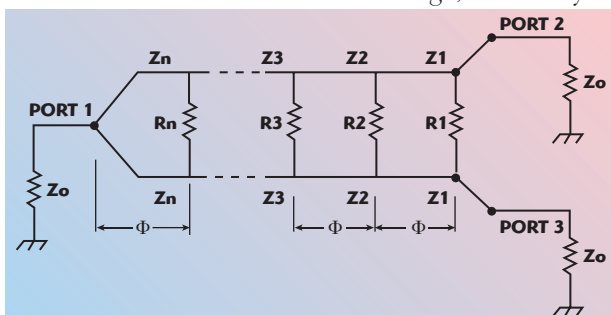 PORT 2
Zn Z3 Z2 Z1
Zo
PORT 1
Rn R3 R2 R1
Zo
Zn Z3 Z2 Z1
PORT 3
Φ Φ Φ
Zo